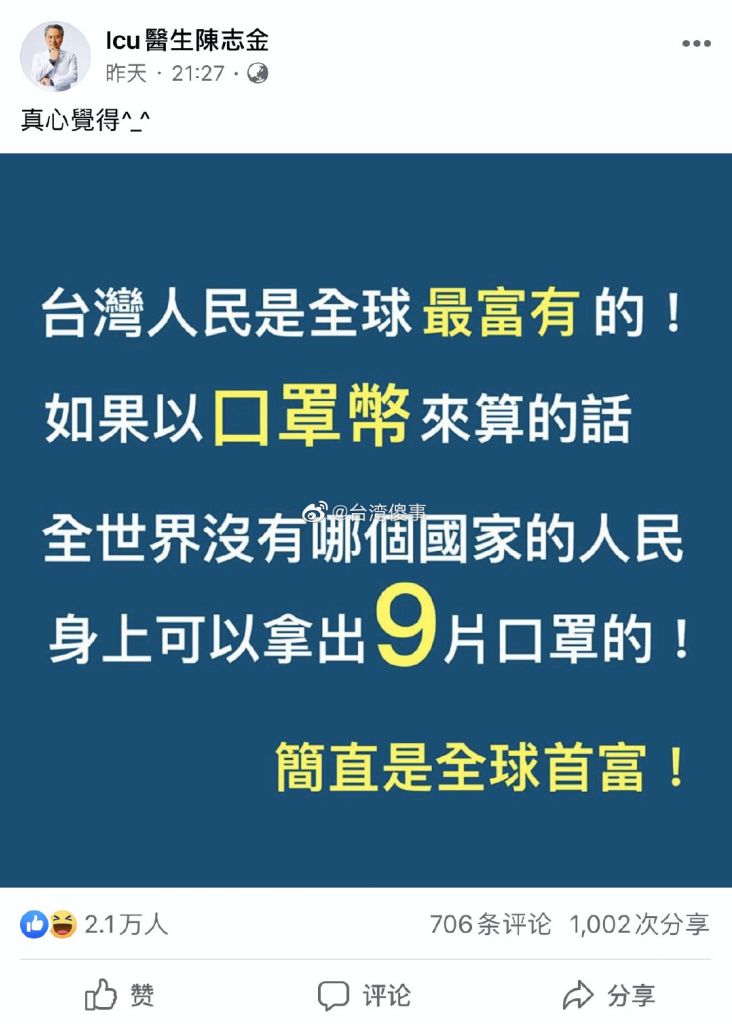 Icu醫生陳志金
昨天 · 21:27 ·
真心覺得^_^
台灣人民是全球最富有的！
如果以口罩幣來算的話
@台湾傻事
全世界沒有哪個國家的人民
身上可以拿出9片口罩的！
簡直是全球首富！
2.1万人 706条评论 1,002次分享
赞 评论 分享